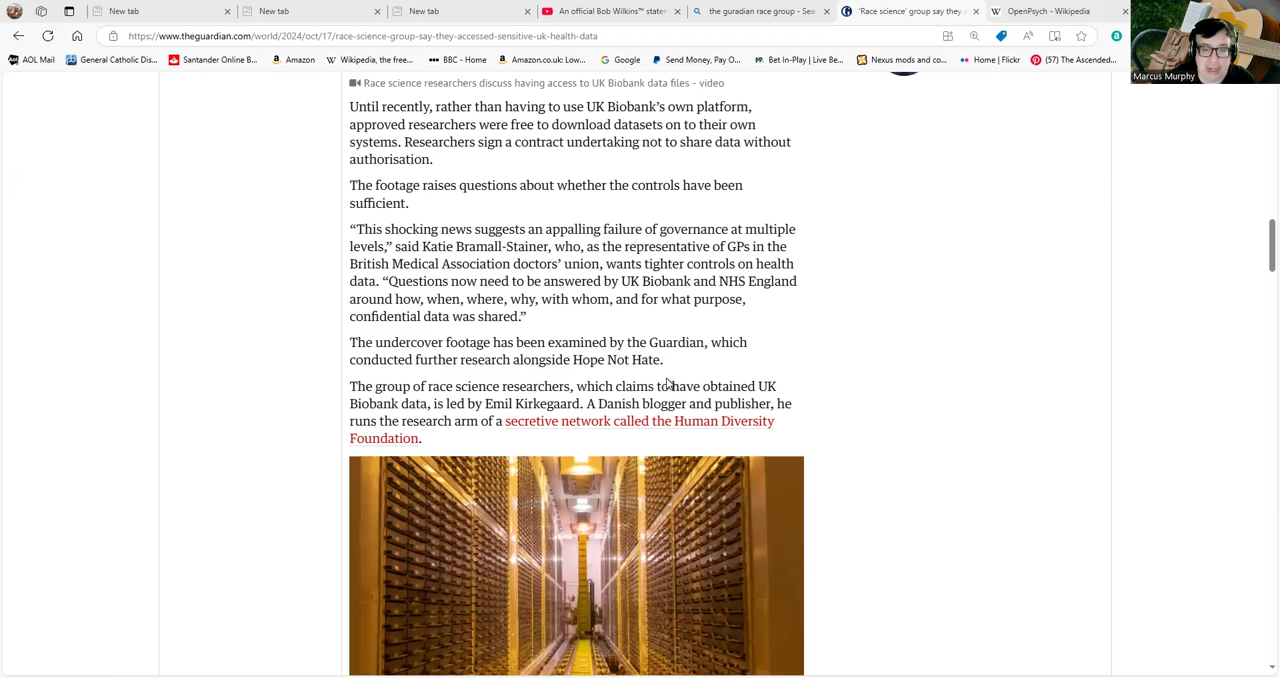 New tab
New tab
New tab
An official Bob Wilkins™ staten
the guradian race group - Sea
'Race science' group say they a
OpenPsych - Wikipedia
https://www.theguardian.com/world/2024/oct/17/race-science-group-say-they-accessed-sensitive-uk-health-data
AOL Mail
General Catholic Dis...
Santander Online B...
Amazon
Wikipedia, the free...
BBC - Home
Amazon.co.uk: Low...
Google
Send Money, Pay O...
Bet In-Play | Live Be...
Nexus mods and co...
Home | Flickr
(57) The Ascended...
Marcus Murphy
Race science researchers discuss having access to UK Biobank data files – video
Until recently, rather than having to use UK Biobank's own platform,
approved researchers were free to download datasets on to their own
systems. Researchers sign a contract undertaking not to share data without
authorisation.
The footage raises questions about whether the controls have been
sufficient.
“This shocking news suggests an appalling failure of governance at multiple
levels,” said Katie Bramall-Stainer, who, as the representative of GPs in the
British Medical Association doctors' union, wants tighter controls on health
data. “Questions now need to be answered by UK Biobank and NHS England
around how, when, where, why, with whom, and for what purpose,
confidential data was shared.”
The undercover footage has been examined by the Guardian, which
conducted further research alongside Hope Not Hate.
The group of race science researchers, which claims to have obtained UK
Biobank data, is led by Emil Kirkegaard. A Danish blogger and publisher, he
runs the research arm of a secretive network called the Human Diversity
Foundation.